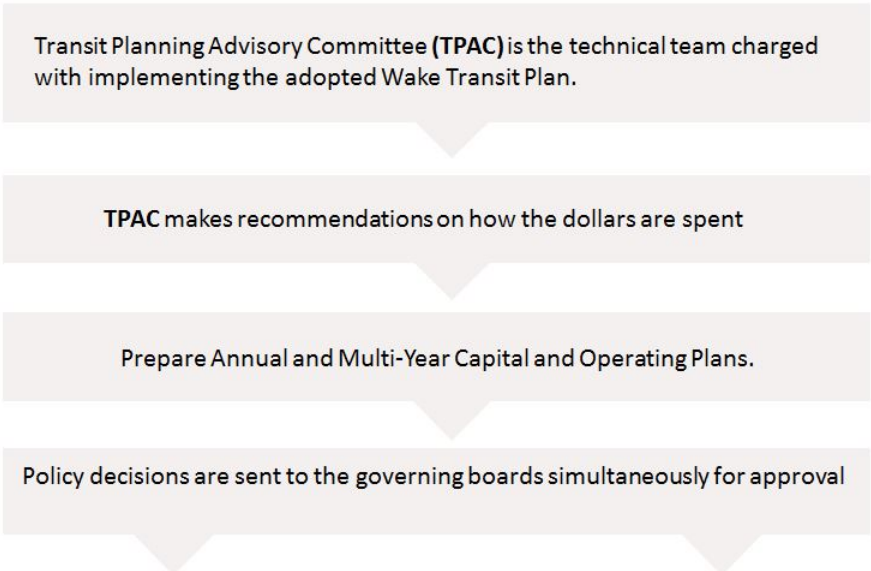 Transit Planning Advisory Committee (TPAC) is the technical team charged
with implementing the adopted Wake Transit Plan.
TPAC makes recommendations on how the dollars are spent
Prepare Annual and Multi-Year Capital and Operating Plans.
Policy decisions are sent to the governing boards simultaneously for approval